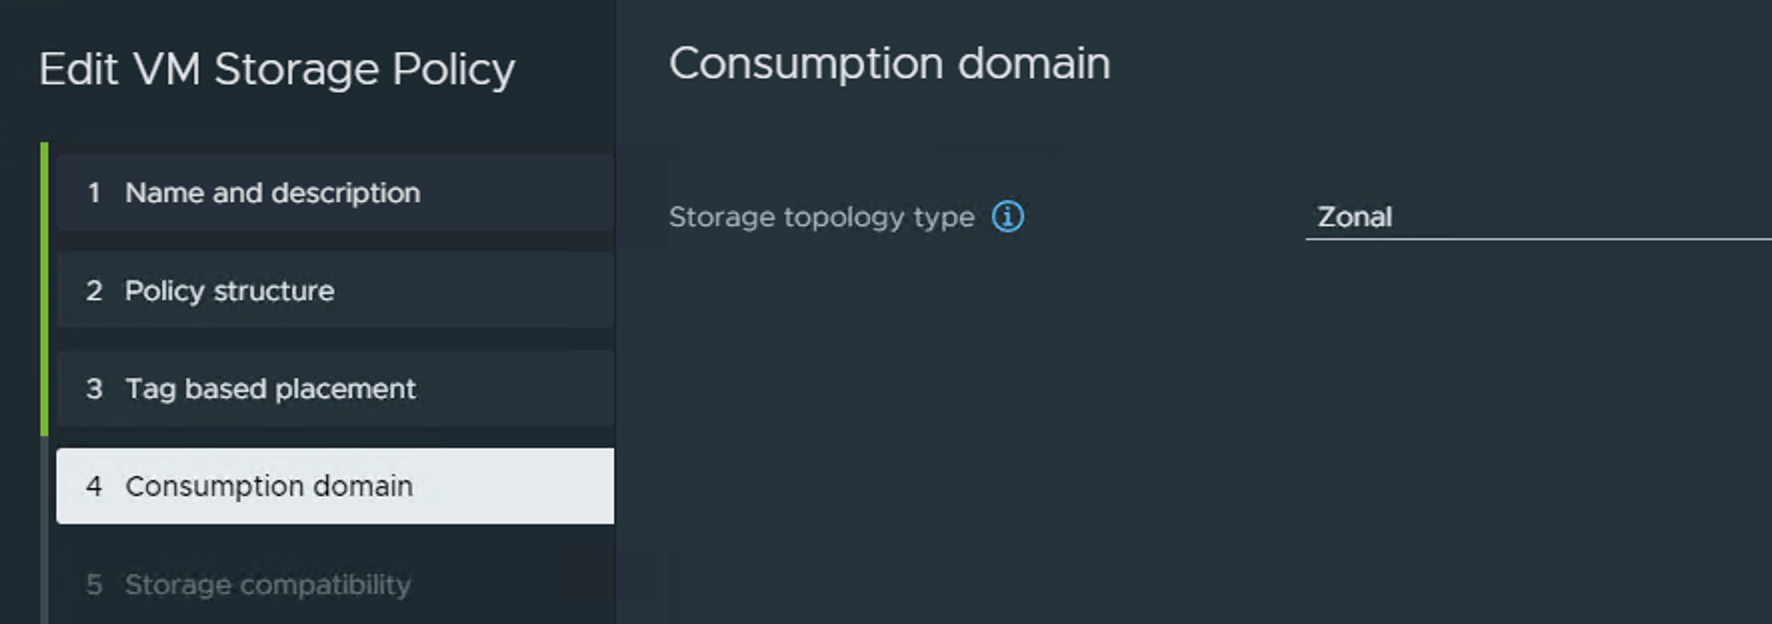 Edit VM Storage Policy
1 Name and description
2 Policy structure
3 Tag based placement
4 Consumption domain
5 Storage compatibility
Consumption domain
Storage topology type
Zonal